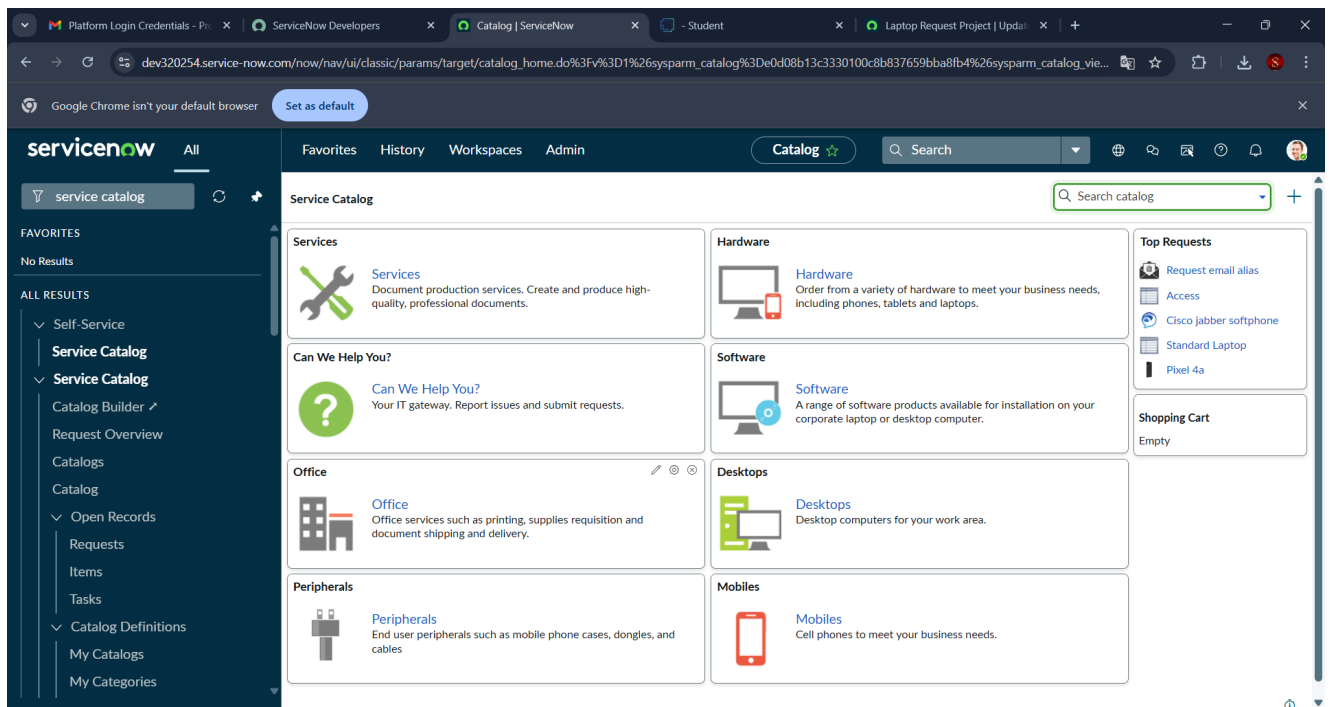 Platform Login Credentials - Pr
ServiceNow Developers
Catalog | ServiceNow
- Student
Laptop Request Project | Updat
dev320254.service-now.com/now/nav/ui/classic/params/target/catalog_home.do%3Fv%3D1%26sysparm_catalog%3De0d08b13c3330100c8b837659bba8fb4%26sysparm_catalog_vie...
S
Google Chrome isn't your default browser
Set as default
servicenow
All
Favorites
History
Workspaces
Admin
Catalog
Search
service catalog
FAVORITES
No Results
ALL RESULTS
Self-Service
Service Catalog
Service Catalog
Catalog Builder
Request Overview
Catalogs
Catalog
Open Records
Requests
Items
Tasks
Catalog Definitions
My Catalogs
My Categories
Service Catalog
Search catalog
Services
Services
Document production services. Create and produce high-
quality, professional documents.
Hardware
Hardware
Order from a variety of hardware to meet your business needs,
including phones, tablets and laptops.
Can We Help You?
Can We Help You?
Your IT gateway. Report issues and submit requests.
Software
Software
A range of software products available for installation on your
corporate laptop or desktop computer.
Office
Office
Office services such as printing, supplies requisition and
document shipping and delivery.
Desktops
Desktops
Desktop computers for your work area.
Peripherals
Peripherals
End user peripherals such as mobile phone cases, dongles, and
cables
Mobiles
Mobiles
Cell phones to meet your business needs.
Top Requests
Request email alias
Access
Cisco jabber softphone
Standard Laptop
Pixel 4a
Shopping Cart
Empty